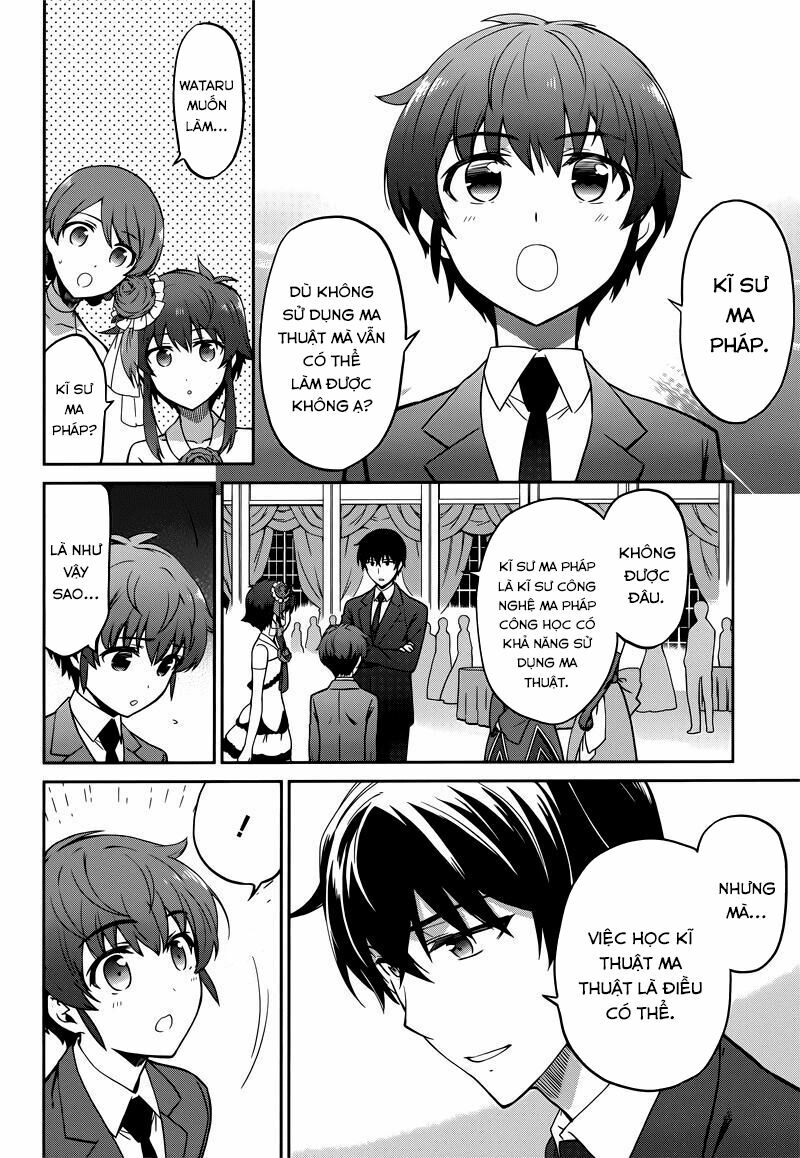 KĨ SƯ
MA
PHÁP.
DÙ KHÔNG
SỬ DỤNG MA
THUẬT MÀ VẪN
CÓ THỂ
LÀM ĐƯỢC
KHÔNG Ạ?
WATARU
MUỐN
LÀM...
KĨ SƯ
MA
PHÁP?
KHÔNG
ĐƯỢC
ĐÂU.
KĨ SƯ MA PHÁP
LÀ KĨ SƯ CÔNG
NGHỆ MA PHÁP
CÔNG HỌC CÓ
KHẢ NĂNG SỬ
DỤNG MA
THUẬT.
LÀ NHƯ
VẬY
SAO...
NHƯNG
MÀ...
VIỆC HỌC KĨ
THUẬT MA
THUẬT LÀ ĐIỀU
CÓ THỂ.
!